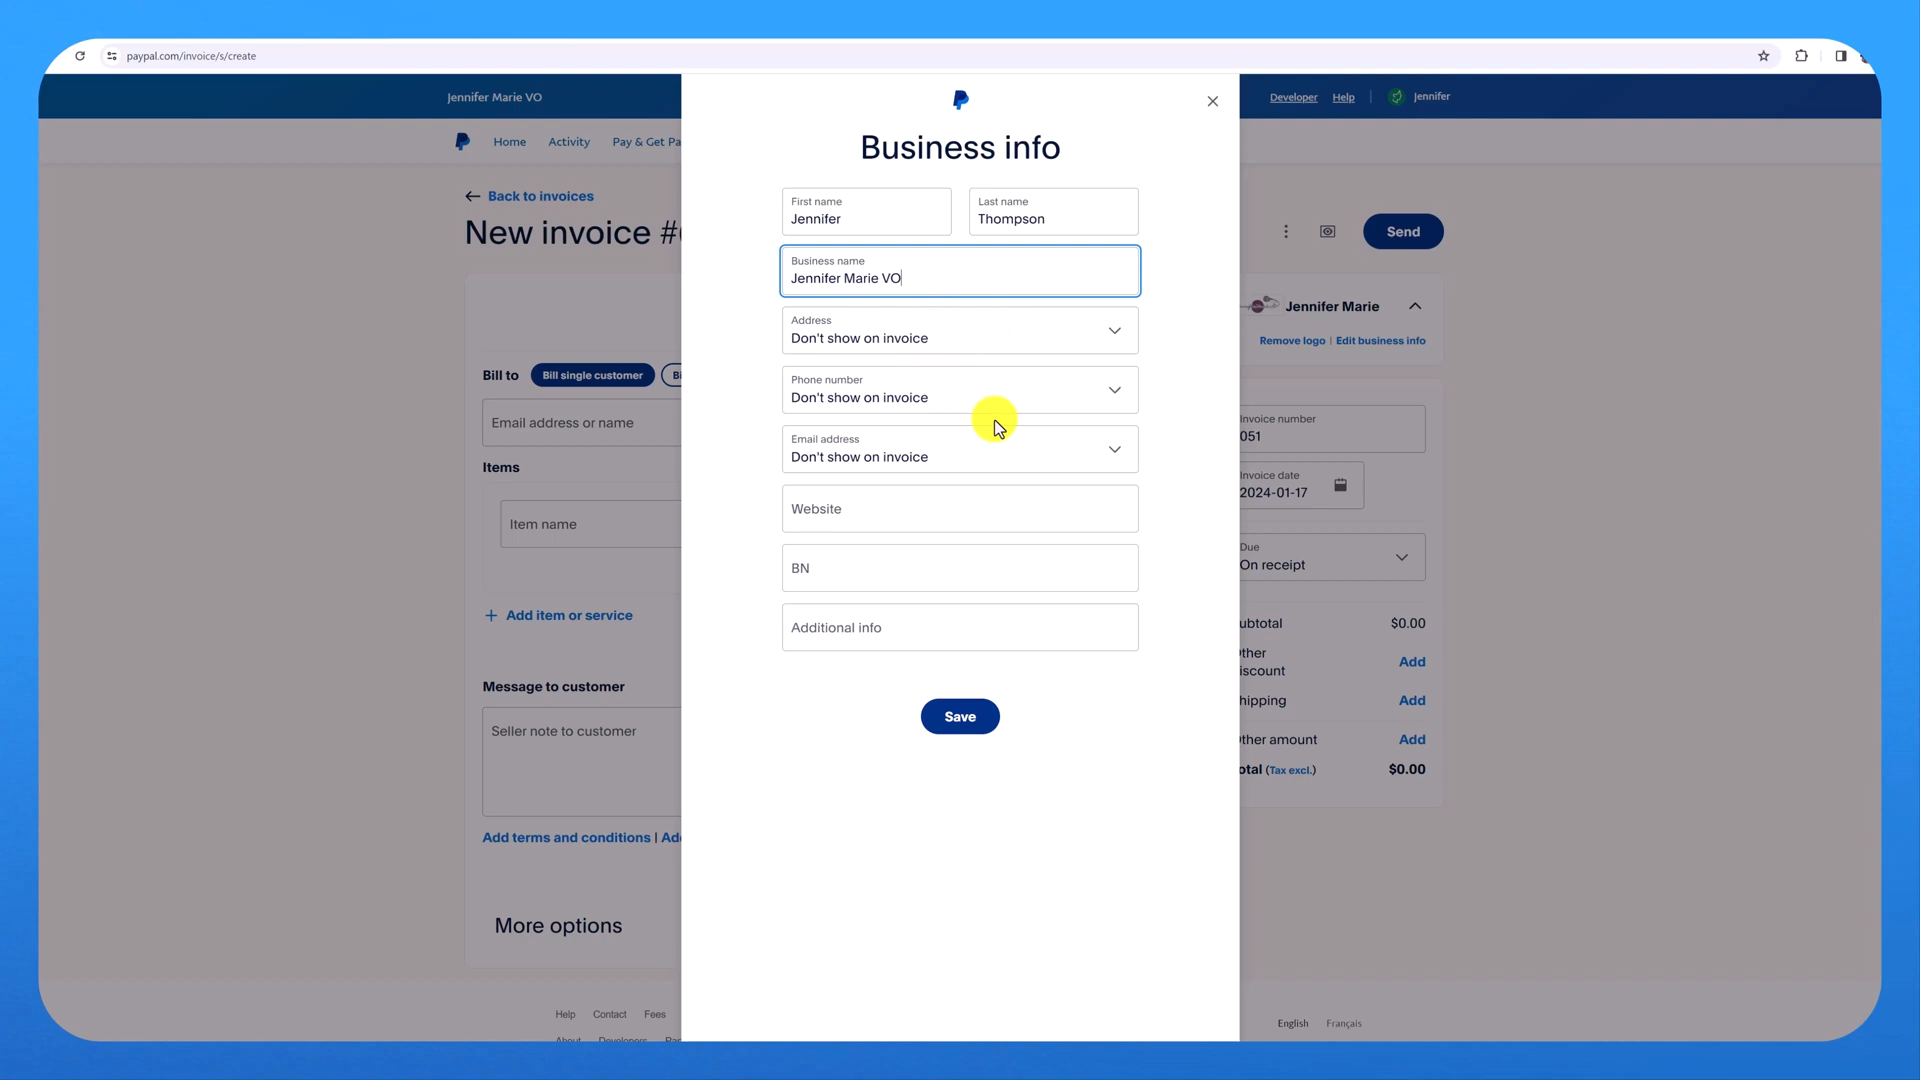 paypal.com/invoice/s/create
Jennifer Marie VO
Developer Help Jennifer
Home Activity Pay & Get Pa
Back to invoices
New invoice #
Send
Jennifer Marie
Remove logo | Edit business info
Bill to Bill single customer
Email address or name
Items
Item name
Add item or service
Message to customer
Seller note to customer
Add terms and conditions | Add
More options
Business info
First name
Jennifer
Last name
Thompson
Business name
Jennifer Marie VO
Address
Don't show on invoice
Phone number
Don't show on invoice
Email address
Don't show on invoice
Website
BN
Additional info
Save
Invoice number
051
Invoice date
2024-01-17
Due
On receipt
ubtotal $0.00
ther
iscount Add
hipping Add
ther amount Add
otal (Tax excl.) $0.00
Help Contact Fees
English Français
About Developers